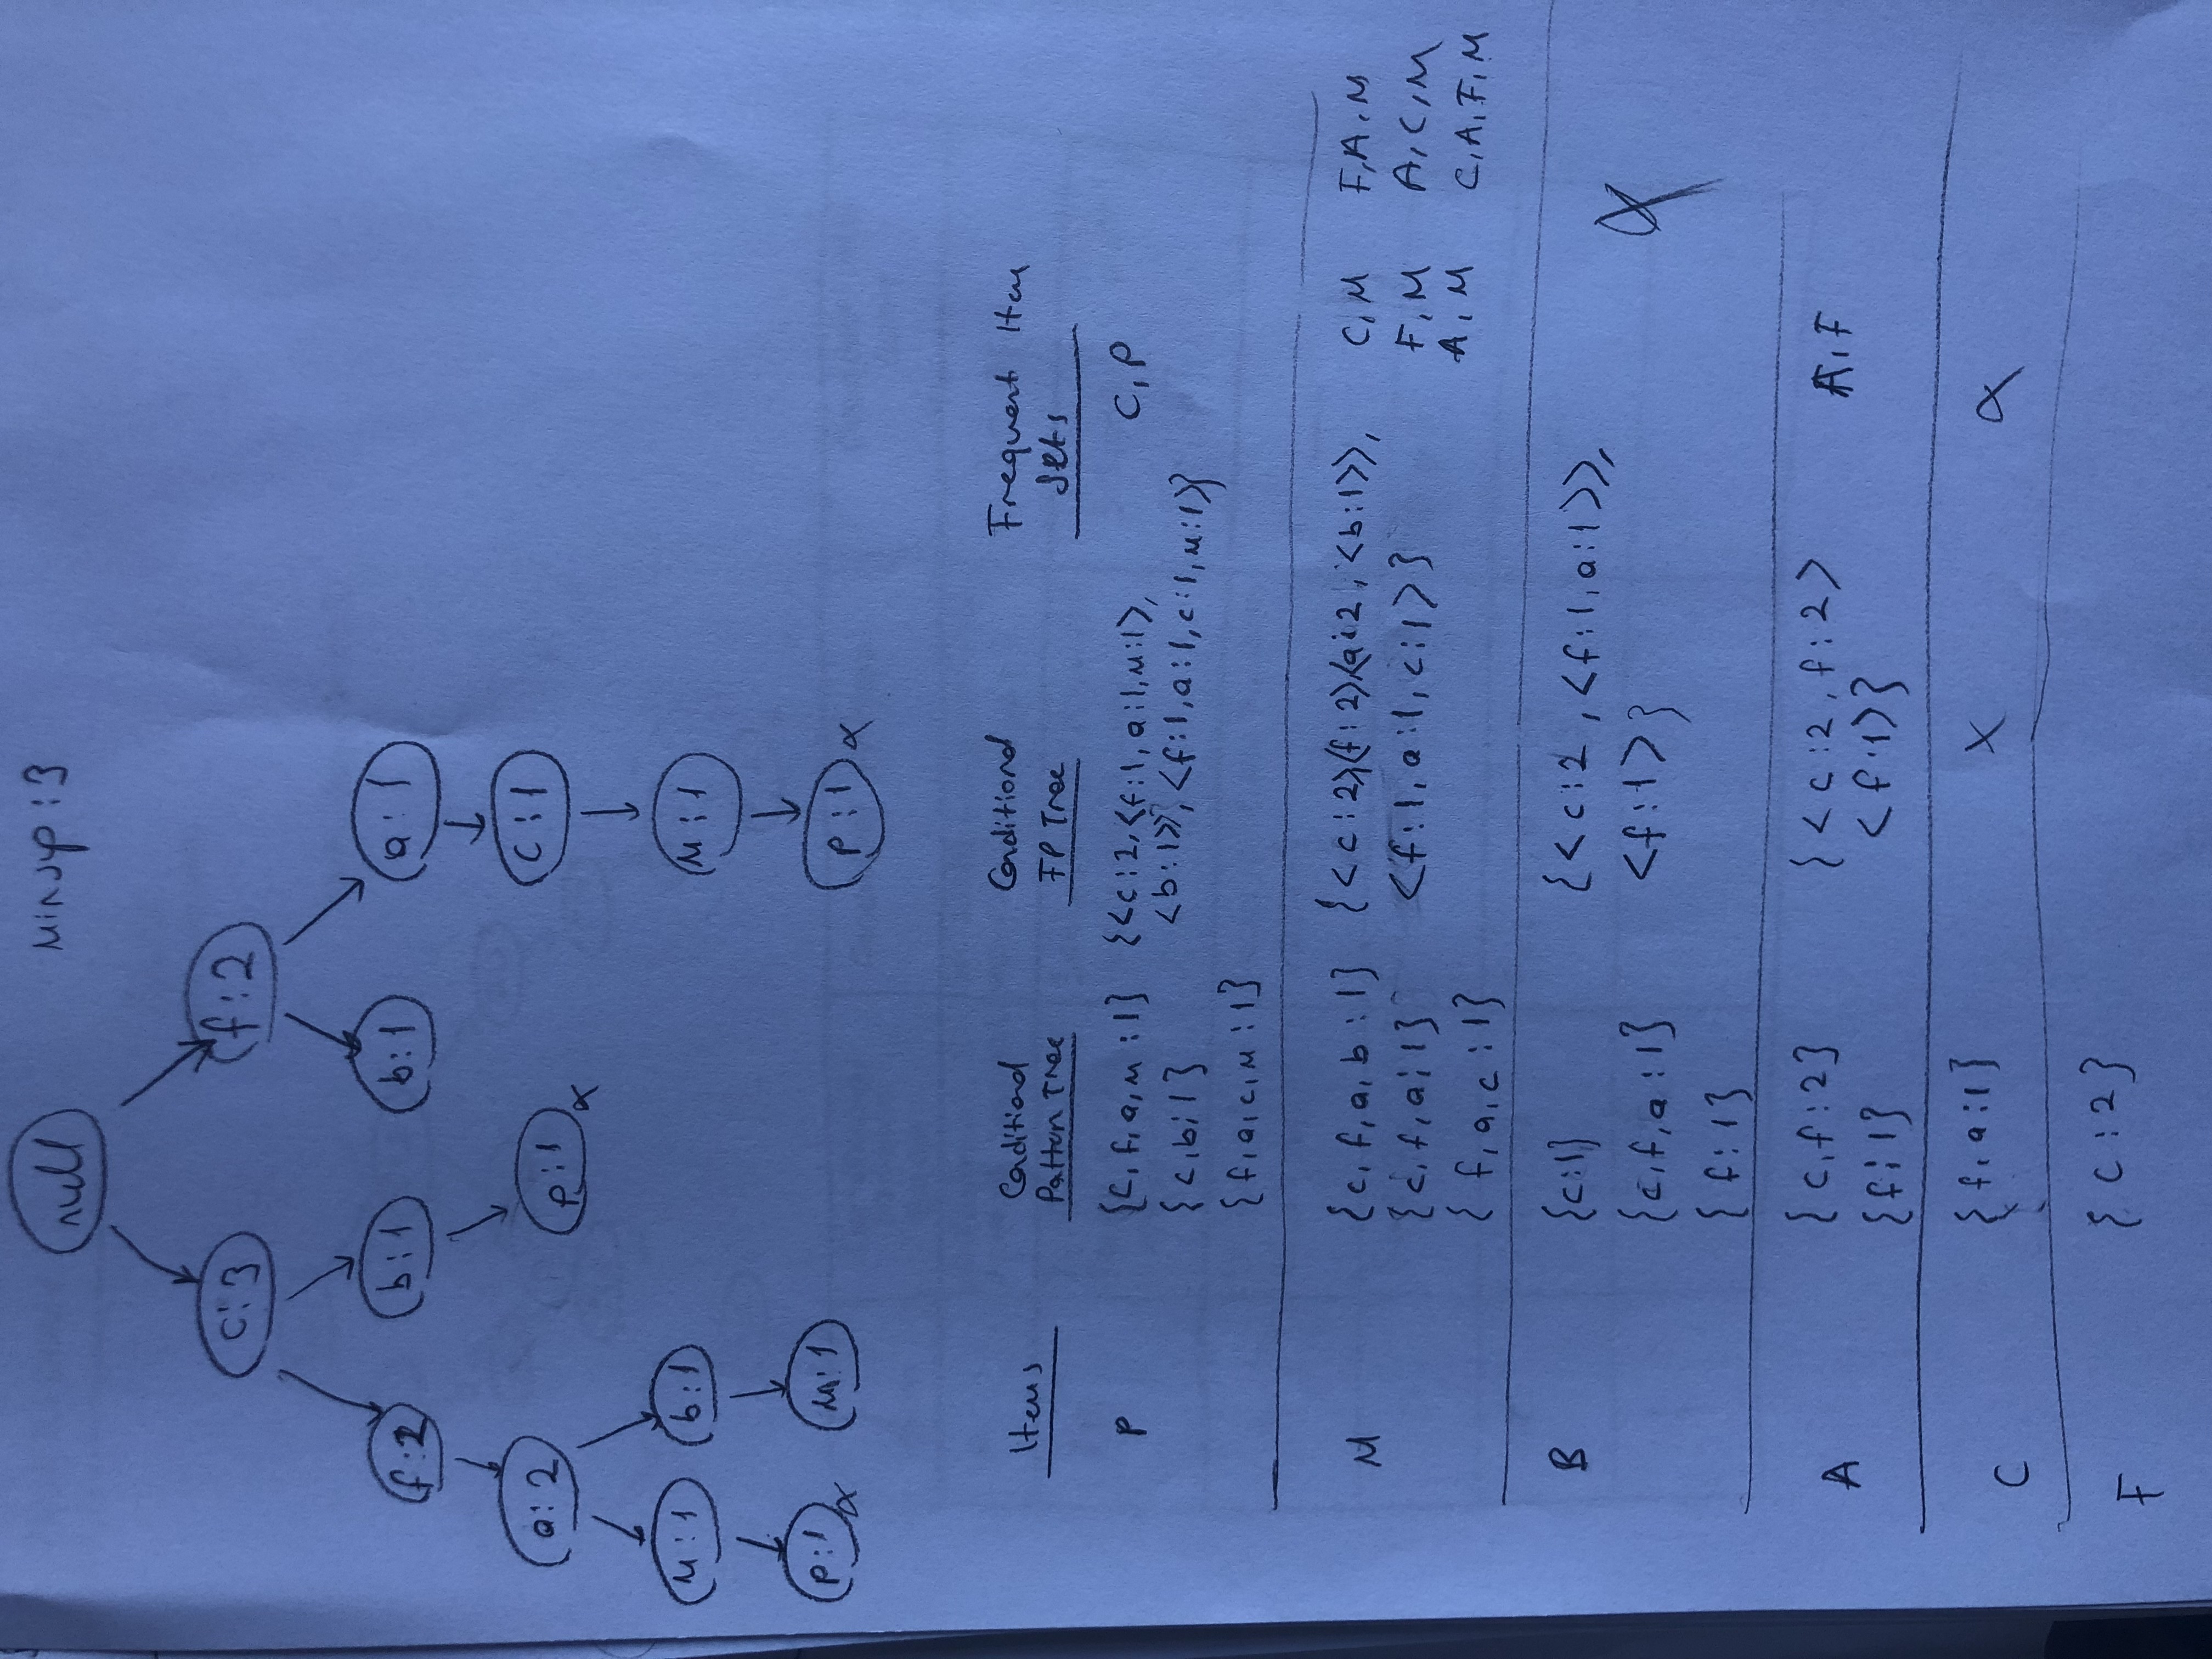 null
Minsup : 3
c:3
f:2
f:2
b:1
b:1
a:1
a:2
p:1 α
c:1
M:1
b:1
M:1
p:1 α
M:1
p:1 α
Items
Conditional
Pattern Tree
Conditional
FP Tree
Frequent Item
Sets
P
{c,f,a,m:1}
{c,b:1}
{f,a,c,m:1}
{<c:2,<f:1,a:1,m:1>,
<b:1>>, <f:1,a:1,c:1,m:1>}
C,P
M
{c,f,a,b:1}
{c,f,a:1}
{f,a,c:1}
{<c:2>,<f:2>,<a:2,<b:1>>,
<f:1,a:1,c:1>}
C,M
F,M
A,M
F,A,M
A,C,M
C,A,F,M
B
{c:1}
{c,f,a:1}
{f:1}
{<c:2,<f:1,a:1>>,
<f:1>}
α
A
{c,f:2}
{f:1}
{<c:2,f:2>
<f:1>}
A,F
C
{f,a:1}
X
α
F
{c:2}